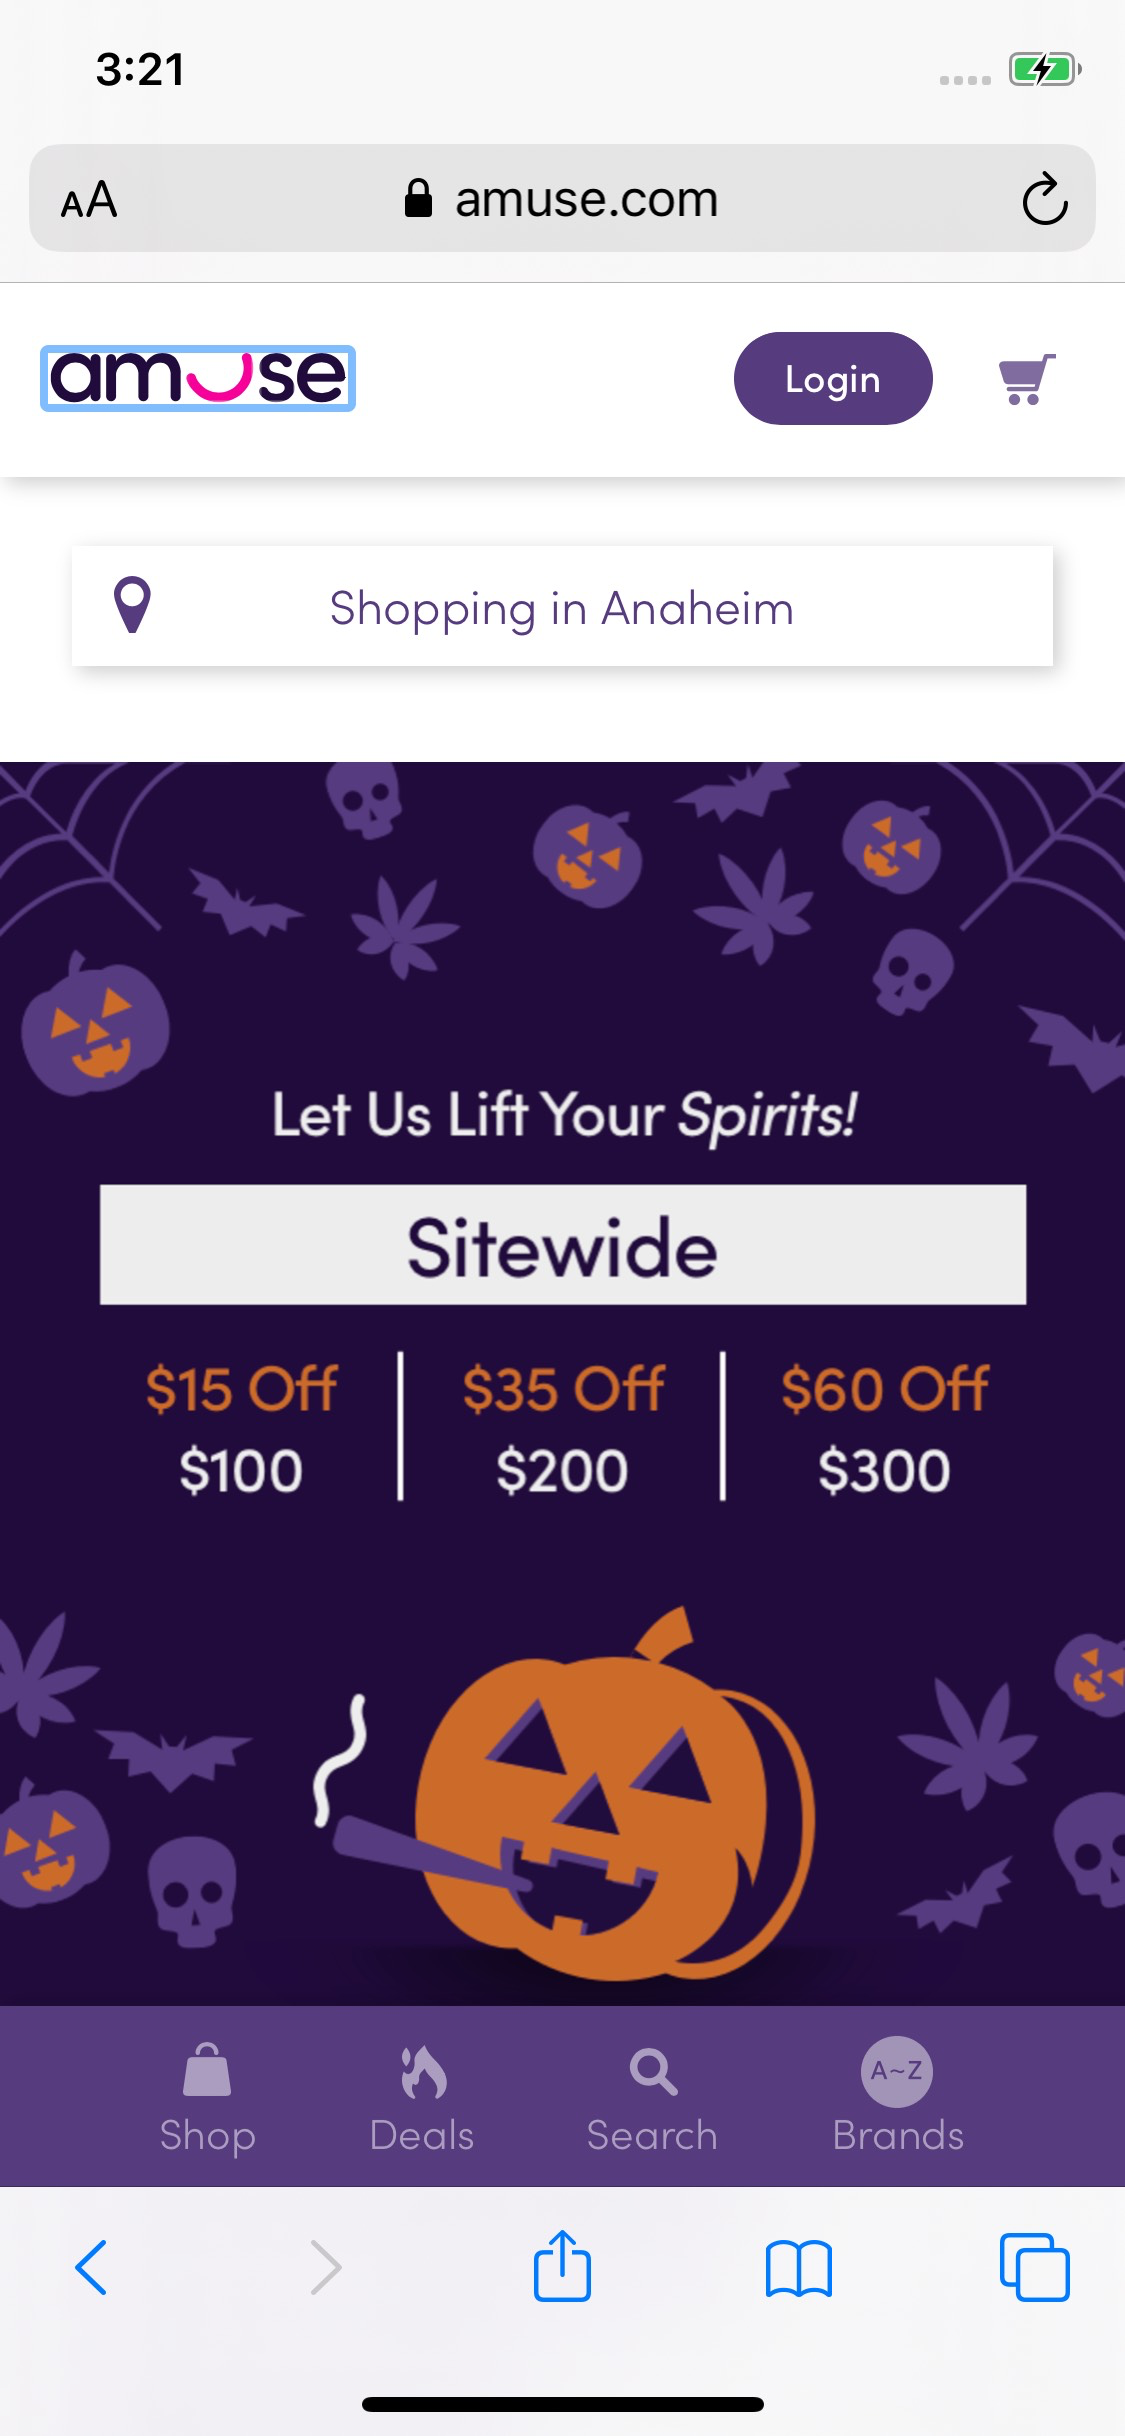 3:21
AA amuse.com
amuse
Login
Shopping in Anaheim
Let Us Lift Your Spirits!
Sitewide
$15 Off $35 Off $60 Off
$100 $200 $300
A~Z
Shop Deals Search Brands